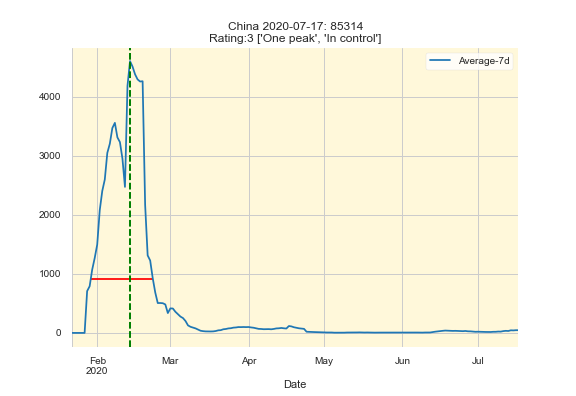 China 2020-07-17: 85314
Rating:3 ['One peak', 'In control']
Average-7d
4000
3000
2000
1000
0
Feb
2020
Mar
Apr
May
Jun
Jul
Date